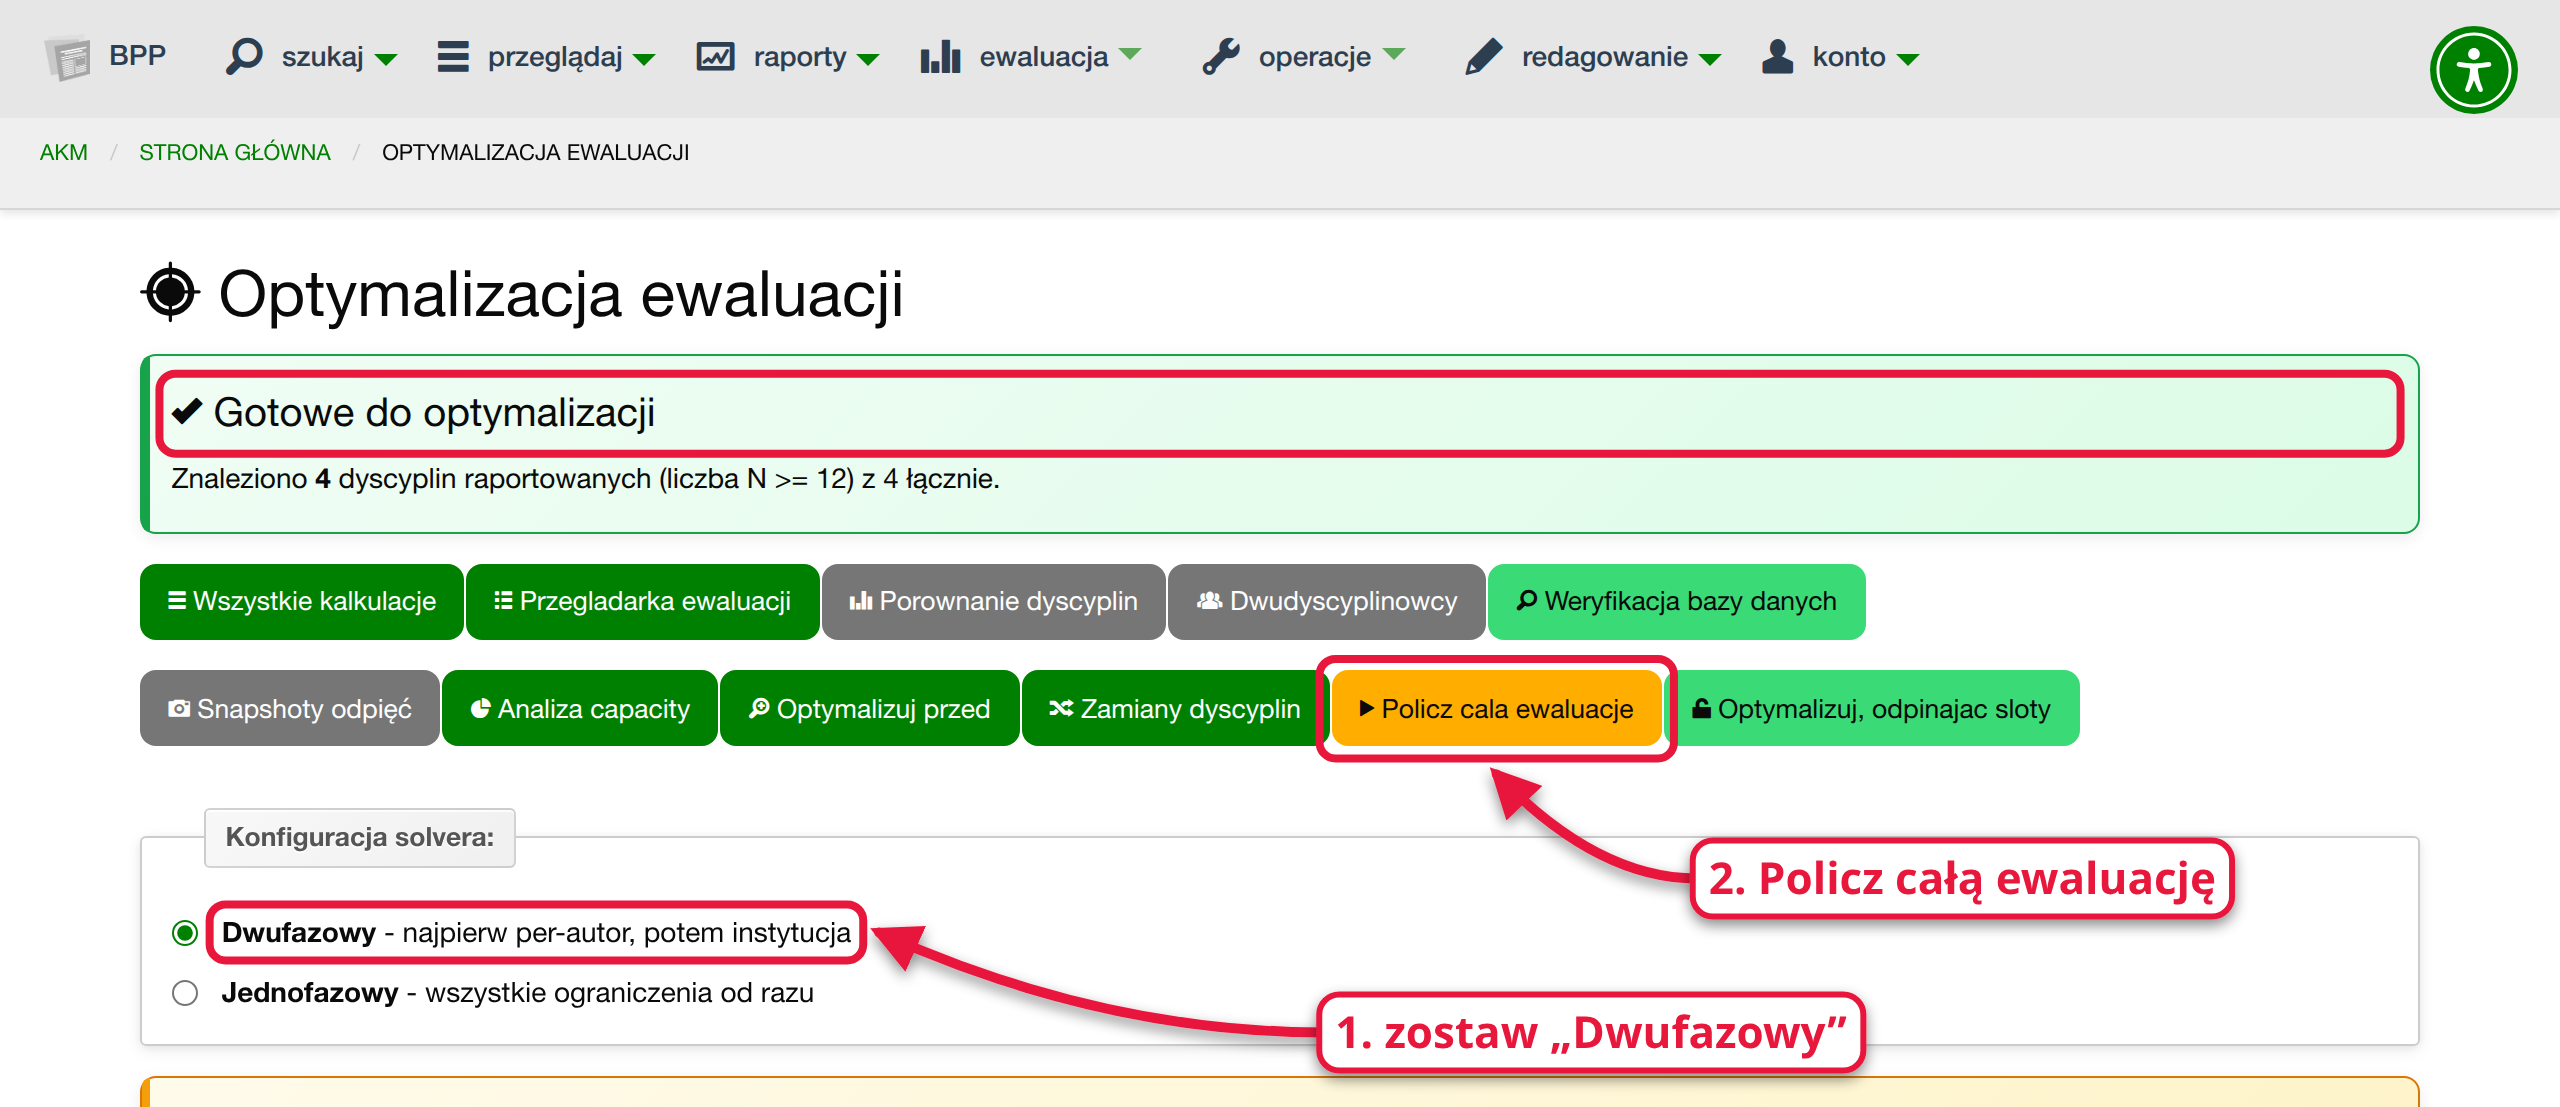 BPP szukaj przeglądaj raporty ewaluacja operacje redagowanie konto
AKM / STRONA GŁÓWNA / OPTYMALIZACJA EWALUACJI
Optymalizacja ewaluacji
Gotowe do optymalizacji
Znaleziono 4 dyscyplin raportowanych (liczba N >= 12) z 4 łącznie.
Wszystkie kalkulacje Przegladarka ewaluacji Porownanie dyscyplin Dwudyscyplinowcy Weryfikacja bazy danych
Snapshoty odpięć Analiza capacity Optymalizuj przed Zamiany dyscyplin Policz cala ewaluacje Optymalizuj, odpinajac sloty
Konfiguracja solvera:
2. Policz całą ewaluację
Dwufazowy - najpierw per-autor, potem instytucja
Jednofazowy - wszystkie ograniczenia od razu
1. zostaw „Dwufazowy”